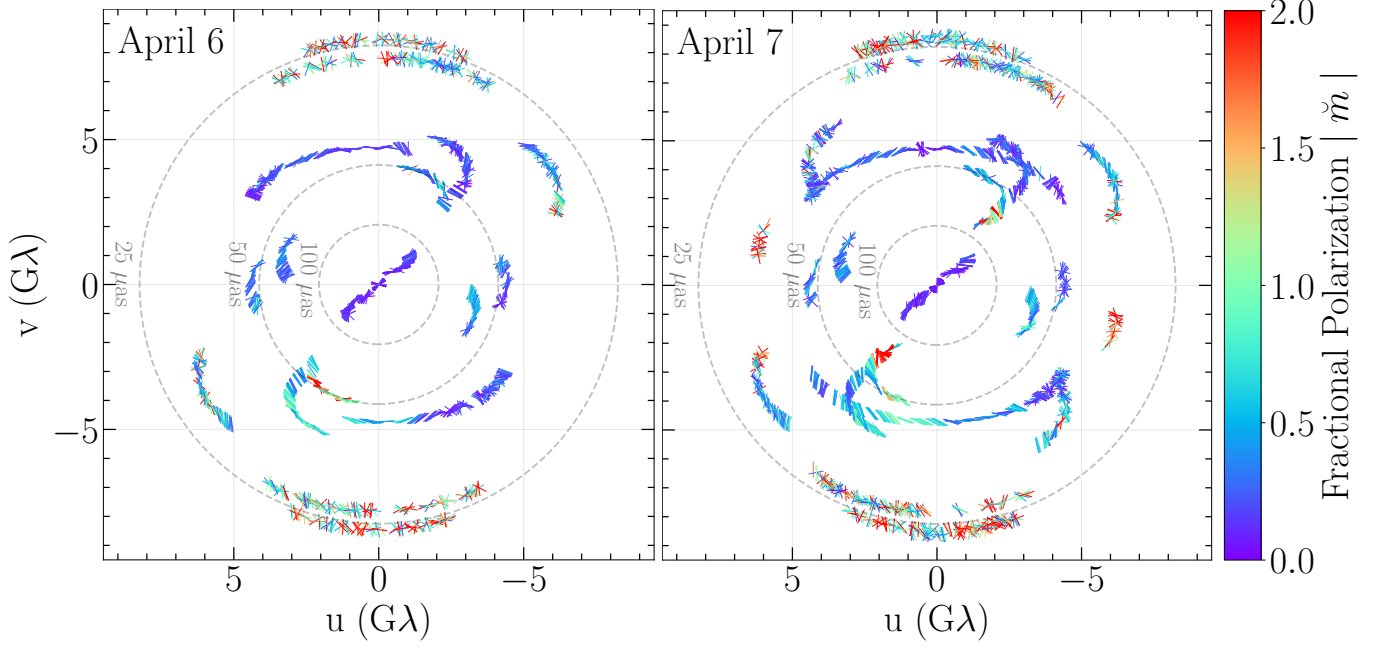 April 6
April 7
v (Gλ)
5
0
−5
25 μas
50 μas
100 μas
25 μas
50 μas
100 μas
5
0
−5
5
0
−5
u (Gλ)
u (Gλ)
2.0
1.5
1.0
0.5
0.0
Fractional Polarization | m̆ |